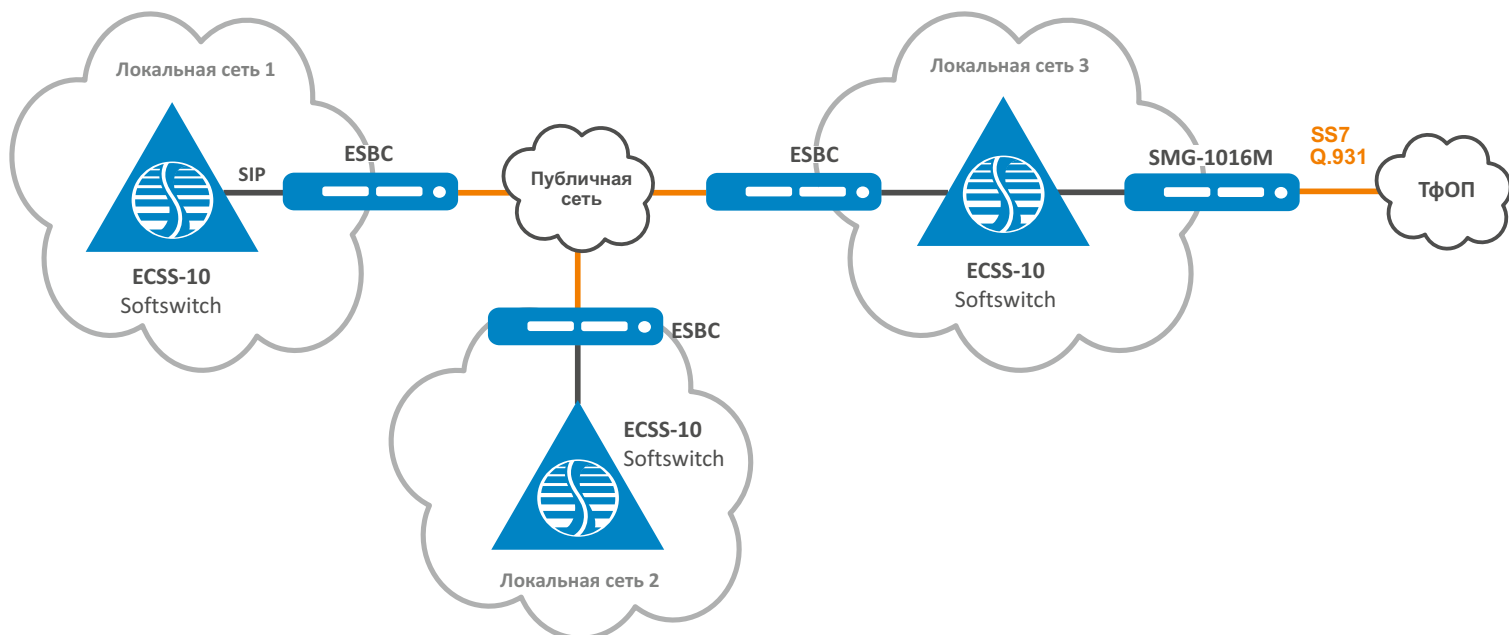 Локальная сеть 1
SIP
ESBC
ECSS-10
Softswitch
Публичная
сеть
ESBC
ECSS-10
Softswitch
Локальная сеть 2
Локальная сеть 3
ESBC
ECSS-10
Softswitch
SMG-1016M
SS7
Q.931
ТфОП